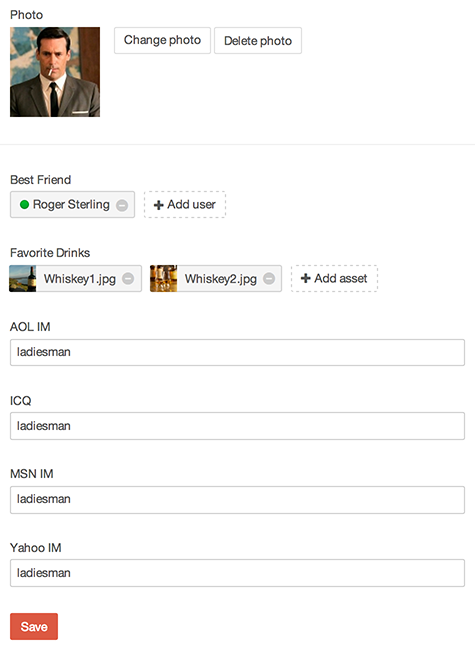 Photo
Change photo Delete photo
Best Friend
Roger Sterling Add user
Favorite Drinks
Whiskey1.jpg Whiskey2.jpg Add asset
AOL IM
ladiesman
ICQ
ladiesman
MSN IM
ladiesman
Yahoo IM
ladiesman
Save